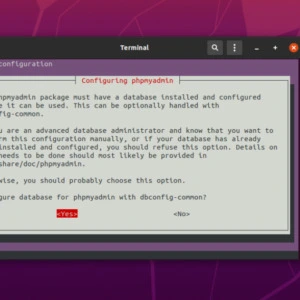 Terminal
configuration
Configuring phpmyadmin
hpmyadmin package must have a database installed and configured
e it can be used. This can be optionally handled with
fig-common.
u are an advanced database administrator and know that you want to
rm this configuration manually, or if your database has already
installed and configured, you should refuse this option. Details on
needs to be done should most likely be provided in
share/doc/phpmyadmin.
wise, you should probably choose this option.
gure database for phpmyadmin with dbconfig-common?
<Yes> <No>